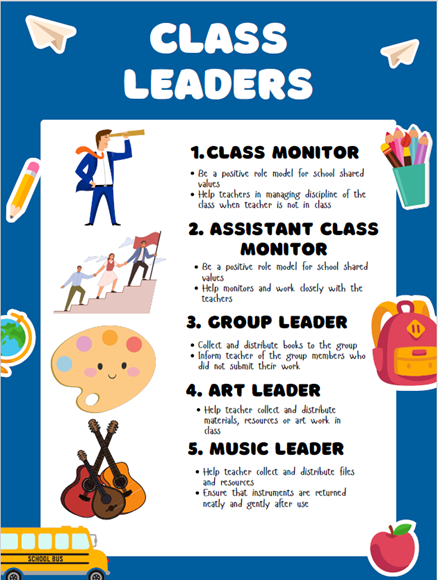 CLASS
LEADERS
1. CLASS MONITOR
• Be a positive role model for school shared
values
• Help teachers in managing discipline of the
class when teacher is not in class
2. ASSISTANT CLASS
MONITOR
• Be a positive role model for school shared
values
• Help monitors and work closely with the
teachers
3. GROUP LEADER
• Collect and distribute books to the group
• Inform teacher of the group members who
did not submit their work
4. ART LEADER
• Help teacher collect and distribute
materials, resources or art work in
class
5. MUSIC LEADER
• Help teacher collect and distribute files
and resources
• Ensure that instruments are returned
neatly and gently after use
SCHOOL BUS